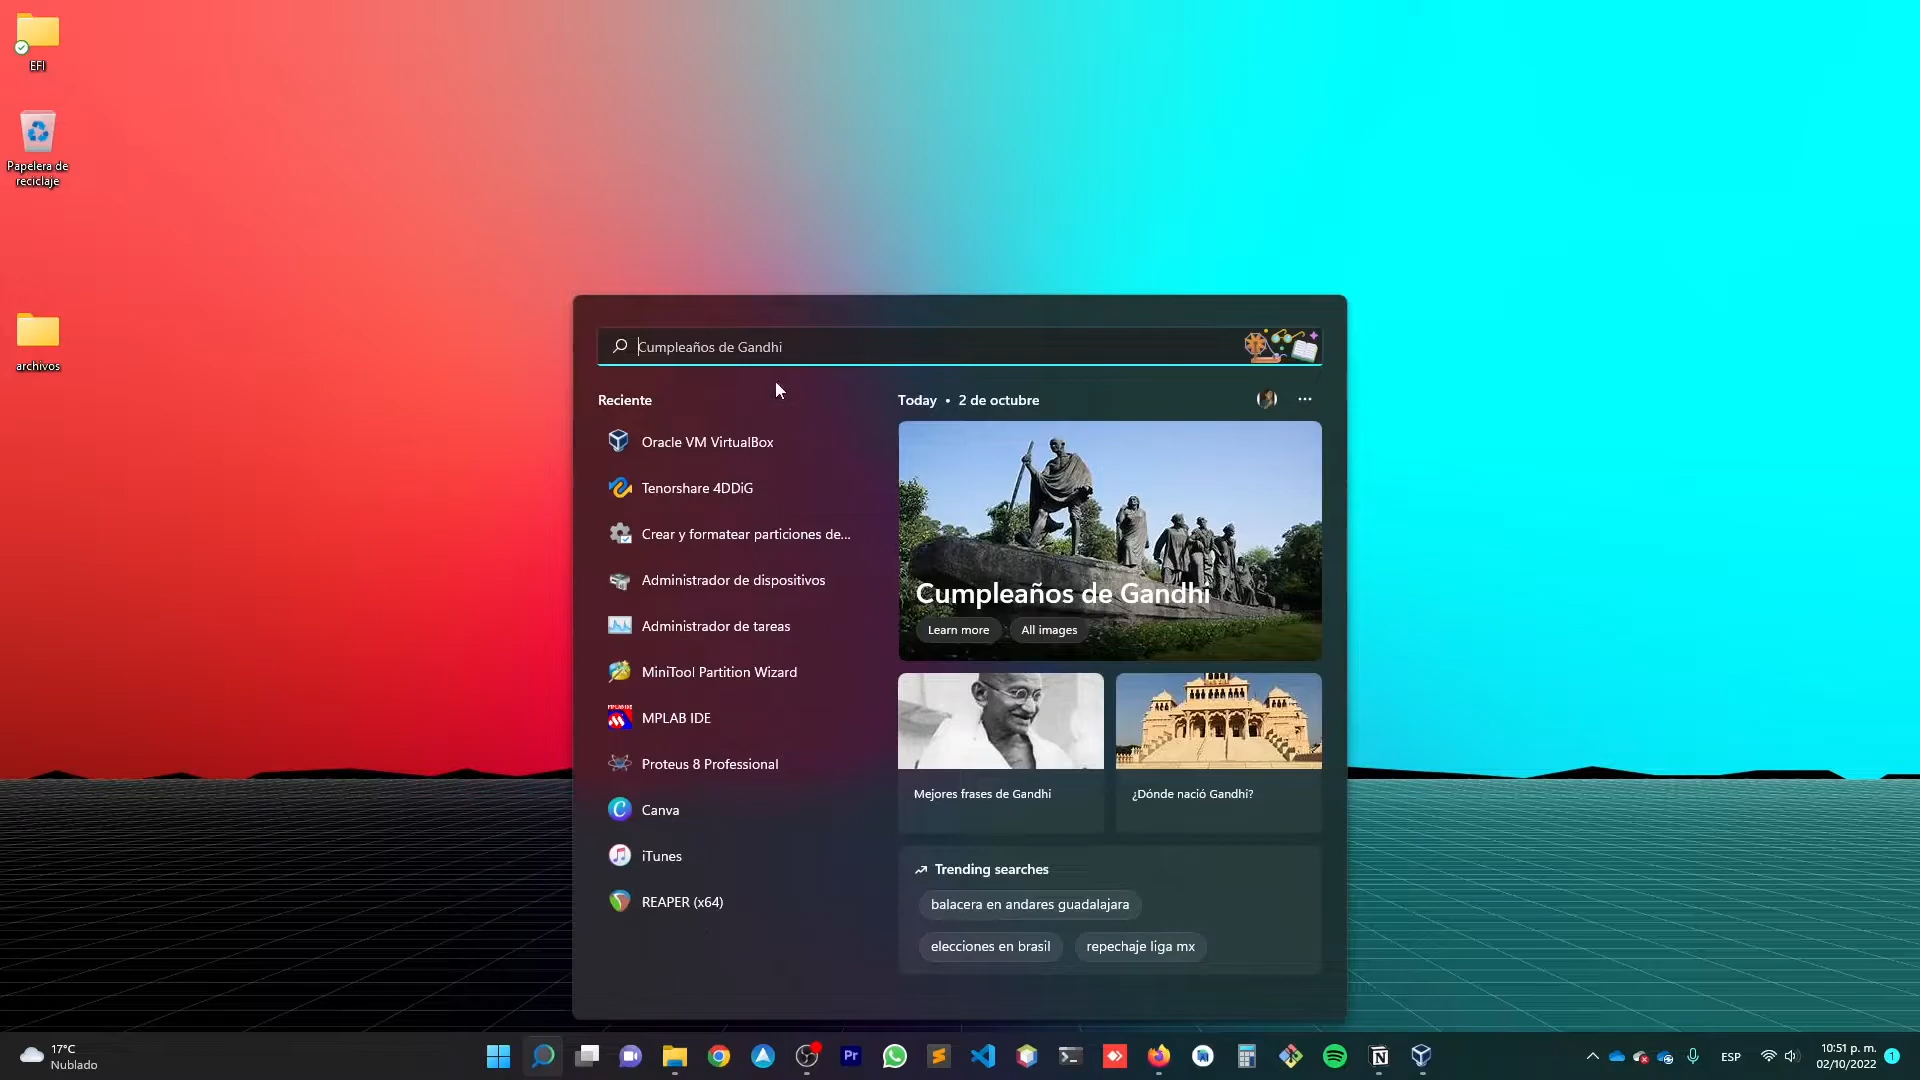 EFI
Papelera de
reciclaje
archivos
Cumpleaños de Gandhi
Reciente
Oracle VM VirtualBox
Tenorshare 4DDiG
Crear y formatear particiones de...
Administrador de dispositivos
Administrador de tareas
MiniTool Partition Wizard
MPLAB IDE
Proteus 8 Professional
Canva
iTunes
REAPER (x64)
Today • 2 de octubre
Cumpleaños de Gandhi
Learn more
All images
Mejores frases de Gandhi
¿Dónde nació Gandhi?
Trending searches
balacera en andares guadalajara
elecciones en brasil
repechaje liga mx
17°C
Nublado
Pr
ESP
10:51 p. m.
02/10/2022
1